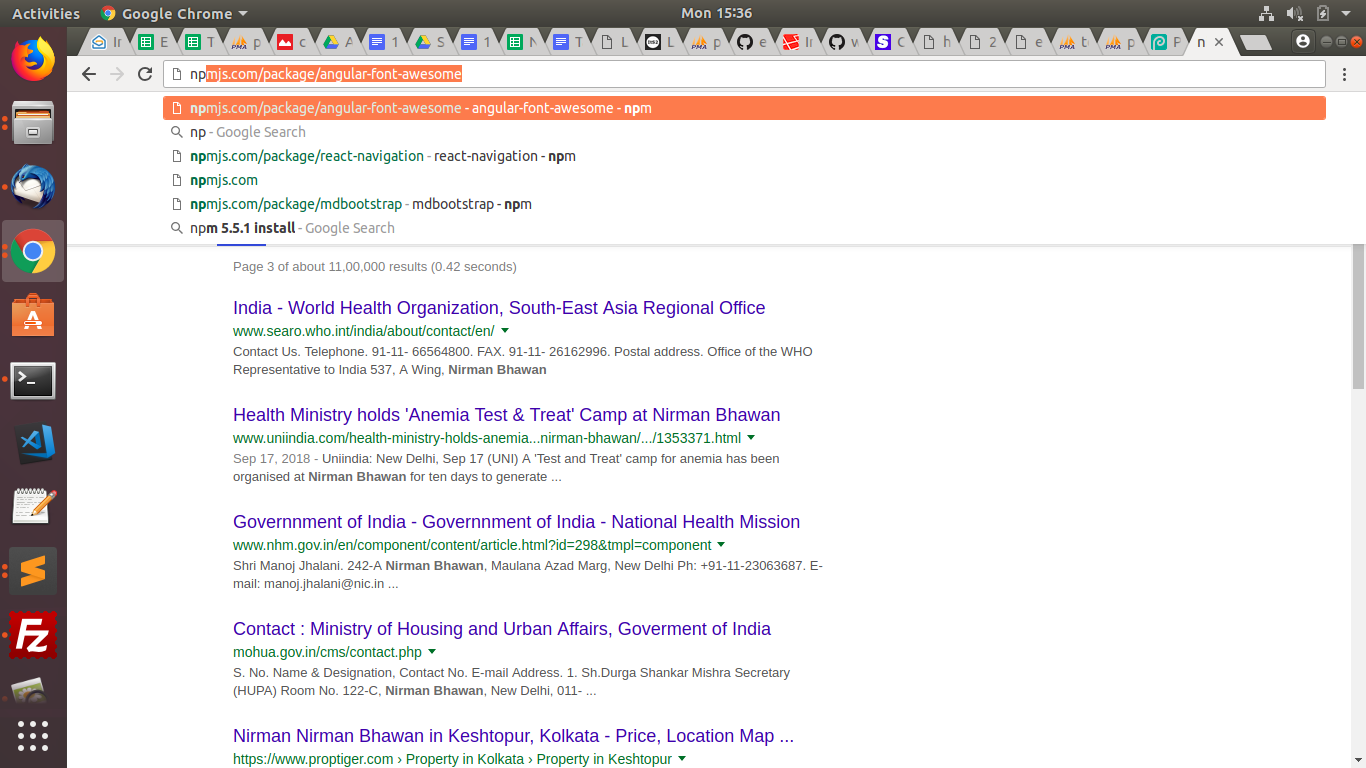 Activities Google Chrome Mon 15:36
In E T p c A 1 S 1 N T L L p e In w C h 2 e t p P n
npmjs.com/package/angular-font-awesome
npmjs.com/package/angular-font-awesome - angular-font-awesome - npm
np - Google Search
npmjs.com/package/react-navigation - react-navigation - npm
npmjs.com
npmjs.com/package/mdbootstrap - mdbootstrap - npm
npm 5.5.1 install - Google Search
Page 3 of about 11,00,000 results (0.42 seconds)
India - World Health Organization, South-East Asia Regional Office
www.searo.who.int/india/about/contact/en/
Contact Us. Telephone. 91-11- 66564800. FAX. 91-11- 26162996. Postal address. Office of the WHO
Representative to India 537, A Wing, Nirman Bhawan
Health Ministry holds 'Anemia Test & Treat' Camp at Nirman Bhawan
www.uniindia.com/health-ministry-holds-anemia...nirman-bhawan/.../1353371.html
Sep 17, 2018 - Uniindia: New Delhi, Sep 17 (UNI) A 'Test and Treat' camp for anemia has been
organised at Nirman Bhawan for ten days to generate ...
Governnment of India - Governnment of India - National Health Mission
www.nhm.gov.in/en/component/content/article.html?id=298&tmpl=component
Shri Manoj Jhalani. 242-A Nirman Bhawan, Maulana Azad Marg, New Delhi Ph: +91-11-23063687. E-
mail: manoj.jhalani@nic.in ...
Contact : Ministry of Housing and Urban Affairs, Goverment of India
mohua.gov.in/cms/contact.php
S. No. Name & Designation, Contact No. E-mail Address. 1. Sh.Durga Shankar Mishra Secretary
(HUPA) Room No. 122-C, Nirman Bhawan, New Delhi, 011- ...
Nirman Nirman Bhawan in Keshtopur, Kolkata - Price, Location Map ...
https://www.proptiger.com › Property in Kolkata › Property in Keshtopur